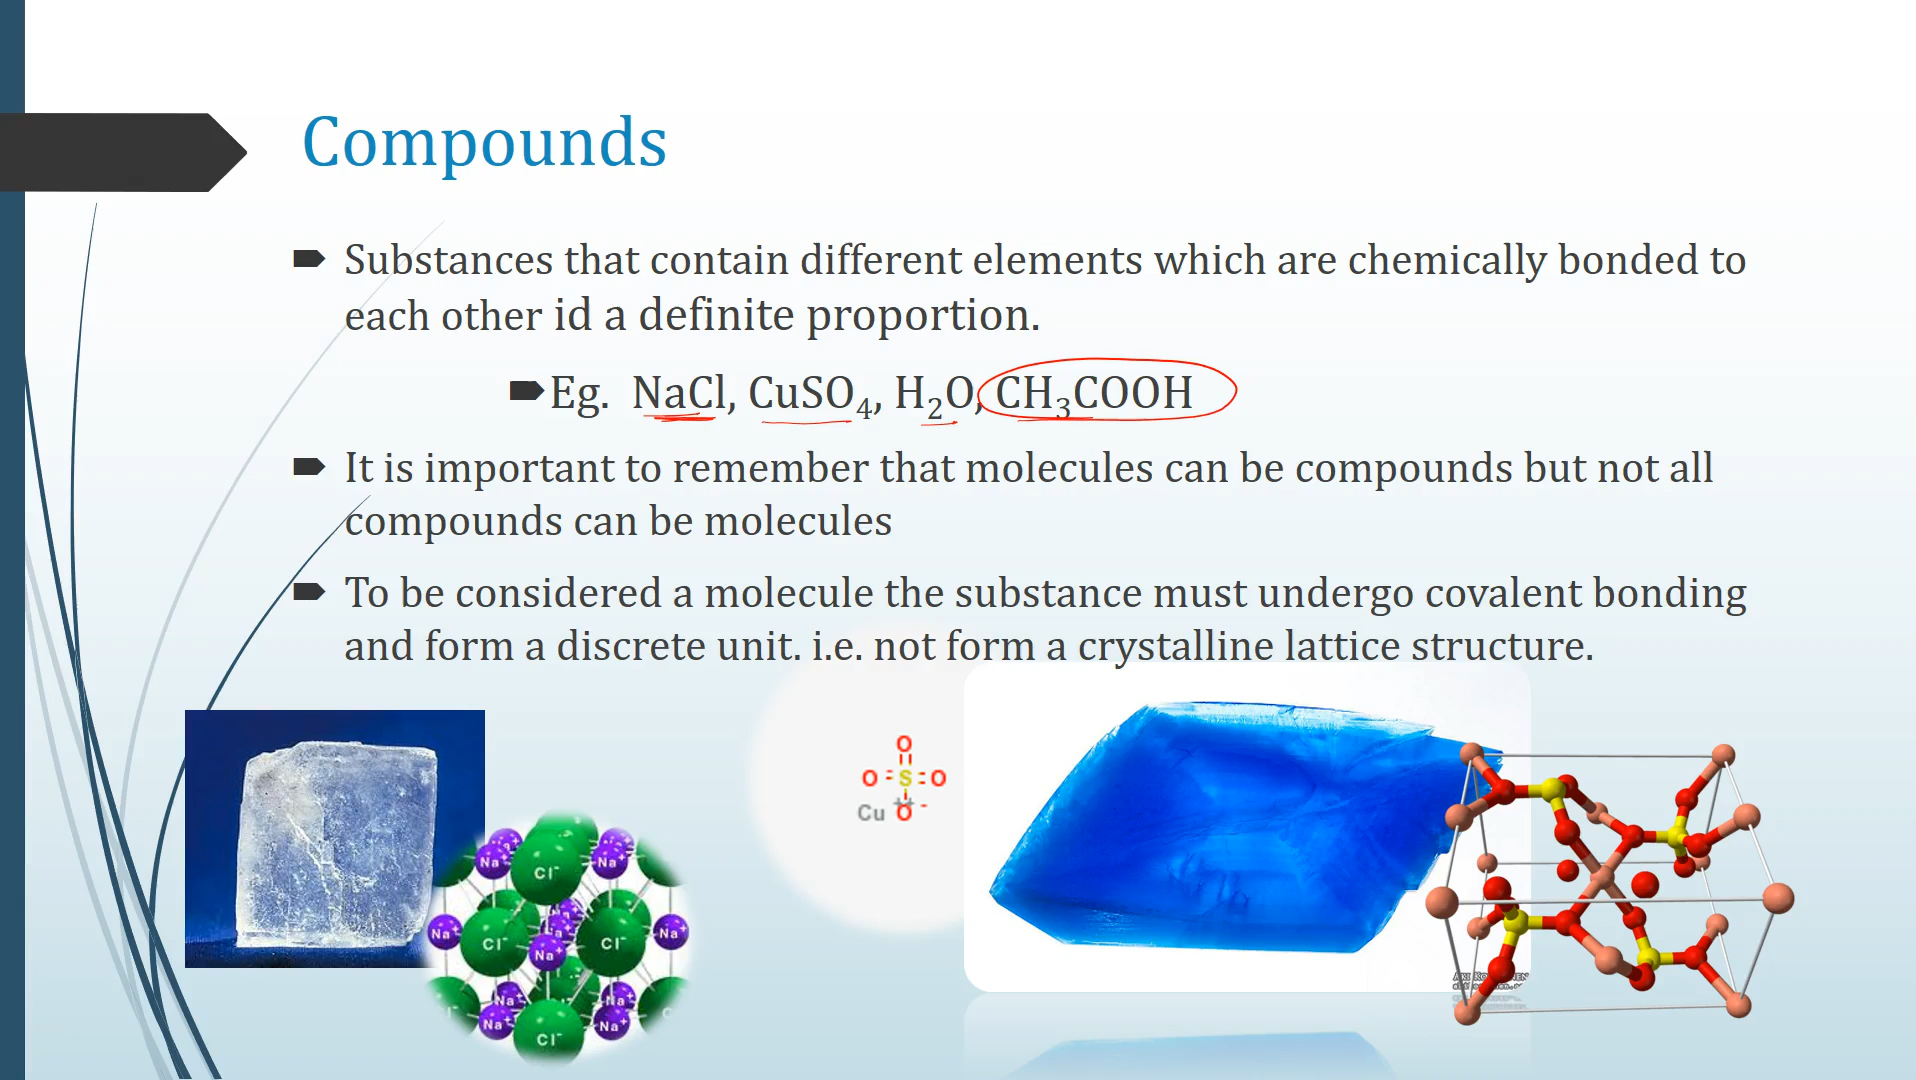 Compounds
Substances that contain different elements which are chemically bonded to
each other id a definite proportion.
Eg. NaCl, CuSO₄, H₂O, CH₃COOH
It is important to remember that molecules can be compounds but not all
compounds can be molecules
To be considered a molecule the substance must undergo covalent bonding
and form a discrete unit. i.e. not form a crystalline lattice structure.
O
O S O
Cu ++ O -
Na⁺ Na⁺
Cl⁻
Na⁺ Cl⁻ Na⁺ Cl⁻ Na⁺
Na⁺ Na⁺
Na⁺ Cl⁻ Na⁺